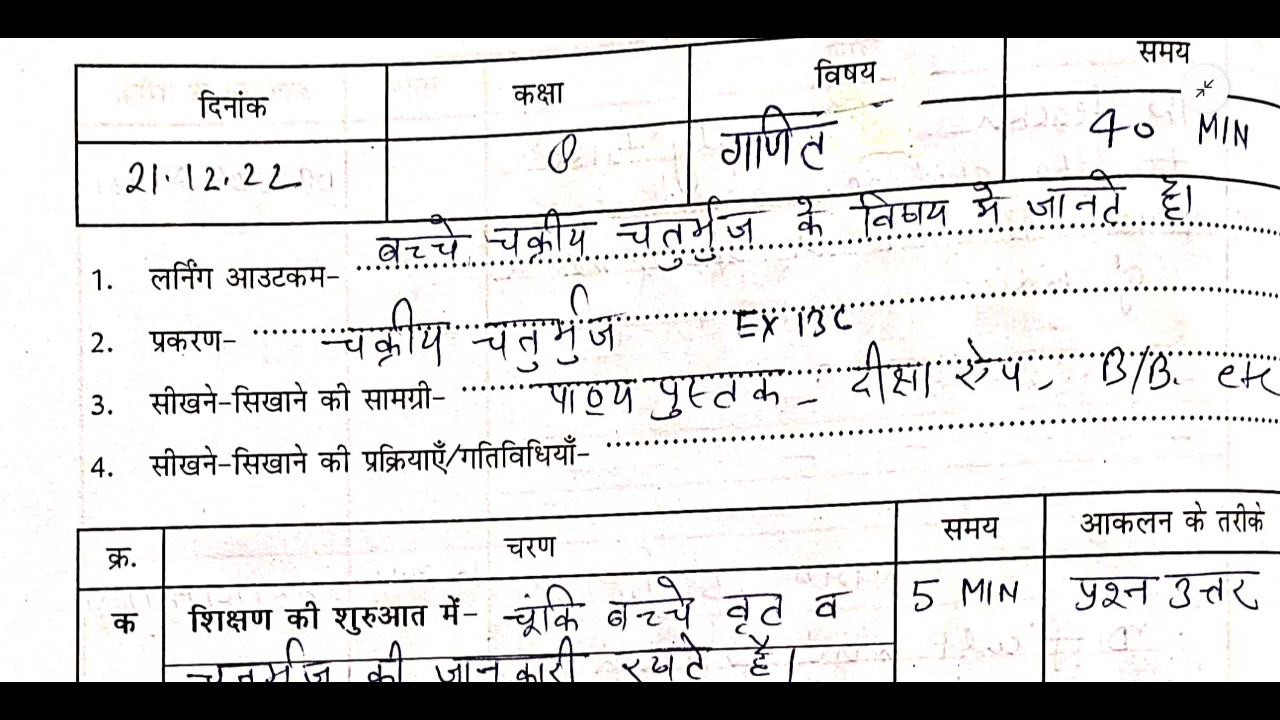 दिनांक कक्षा विषय समय
21.12.22 8 गणित 40 MIN
1. लर्निंग आउटकम- बच्चे चक्रीय चतुर्भुज के विषय मे जानते है।
2. प्रकरण- चक्रीय चतुर्भुज EX 13C
3. सीखने-सिखाने की सामग्री- पाठ्य पुस्तक - दीक्षा एप, B/B. etc
4. सीखने-सिखाने की प्रक्रियाएँ/गतिविधियाँ-
क्र. चरण समय आकलन के तरीके
क शिक्षण की शुरुआत में- चूंकि बच्चे वृत व 5 MIN प्रश्न उत्तर
चतुर्भुज की जानकारी रखते है।